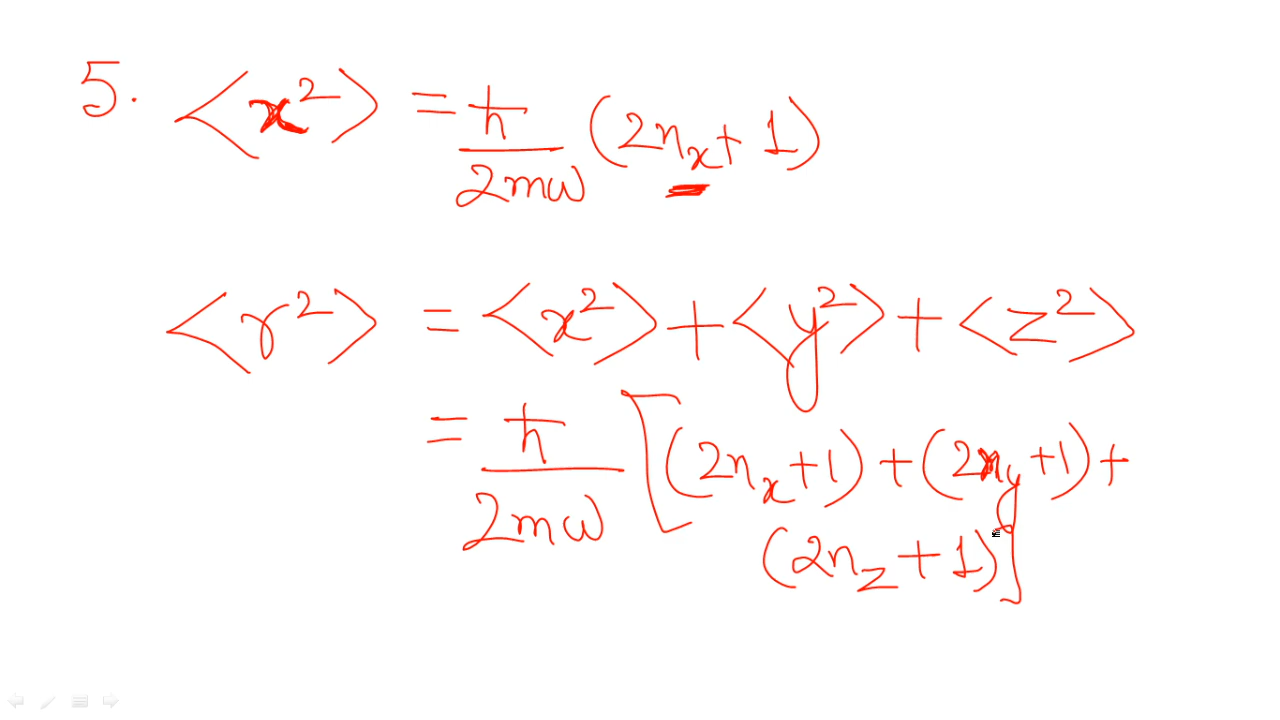 5. <x²> = ħ/2mω (2nₓ + 1)
<r²> = <x²> + <y²> + <z²>
= ħ/2mω [(2nₓ + 1) + (2n_y + 1) +
(2n_z + 1)]